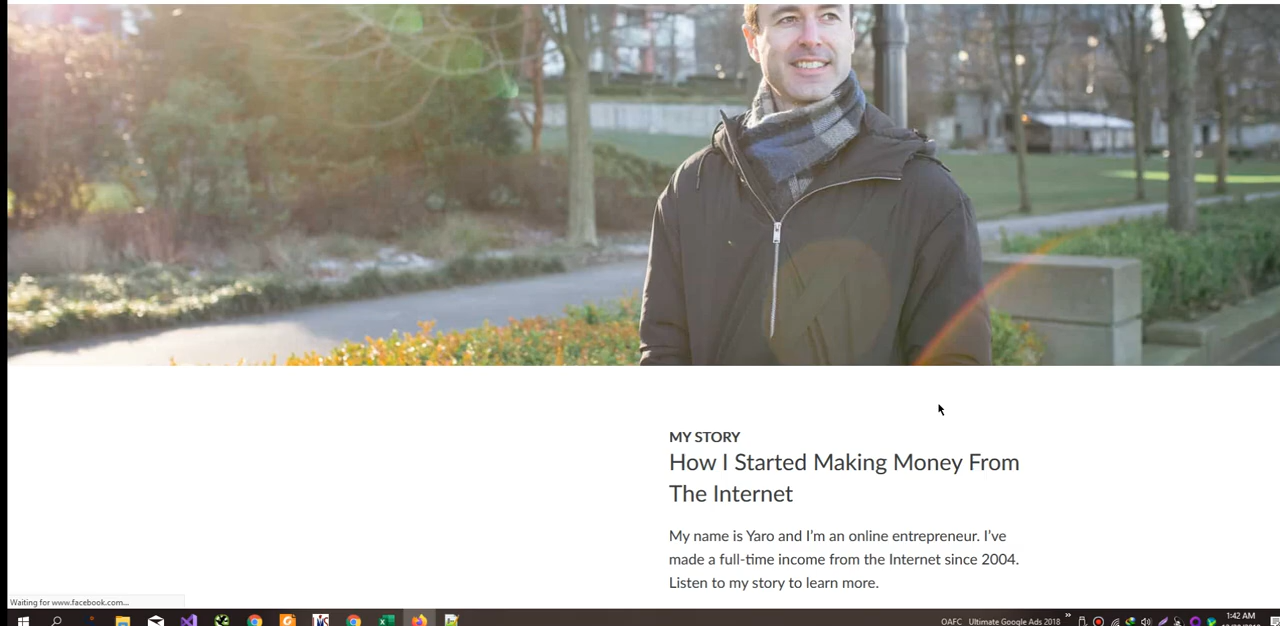 MY STORY
How I Started Making Money From
The Internet
My name is Yaro and I'm an online entrepreneur. I've
made a full-time income from the Internet since 2004.
Listen to my story to learn more.
Waiting for www.facebook.com...
OAFC Ultimate Google Ads 2018
1:42 AM